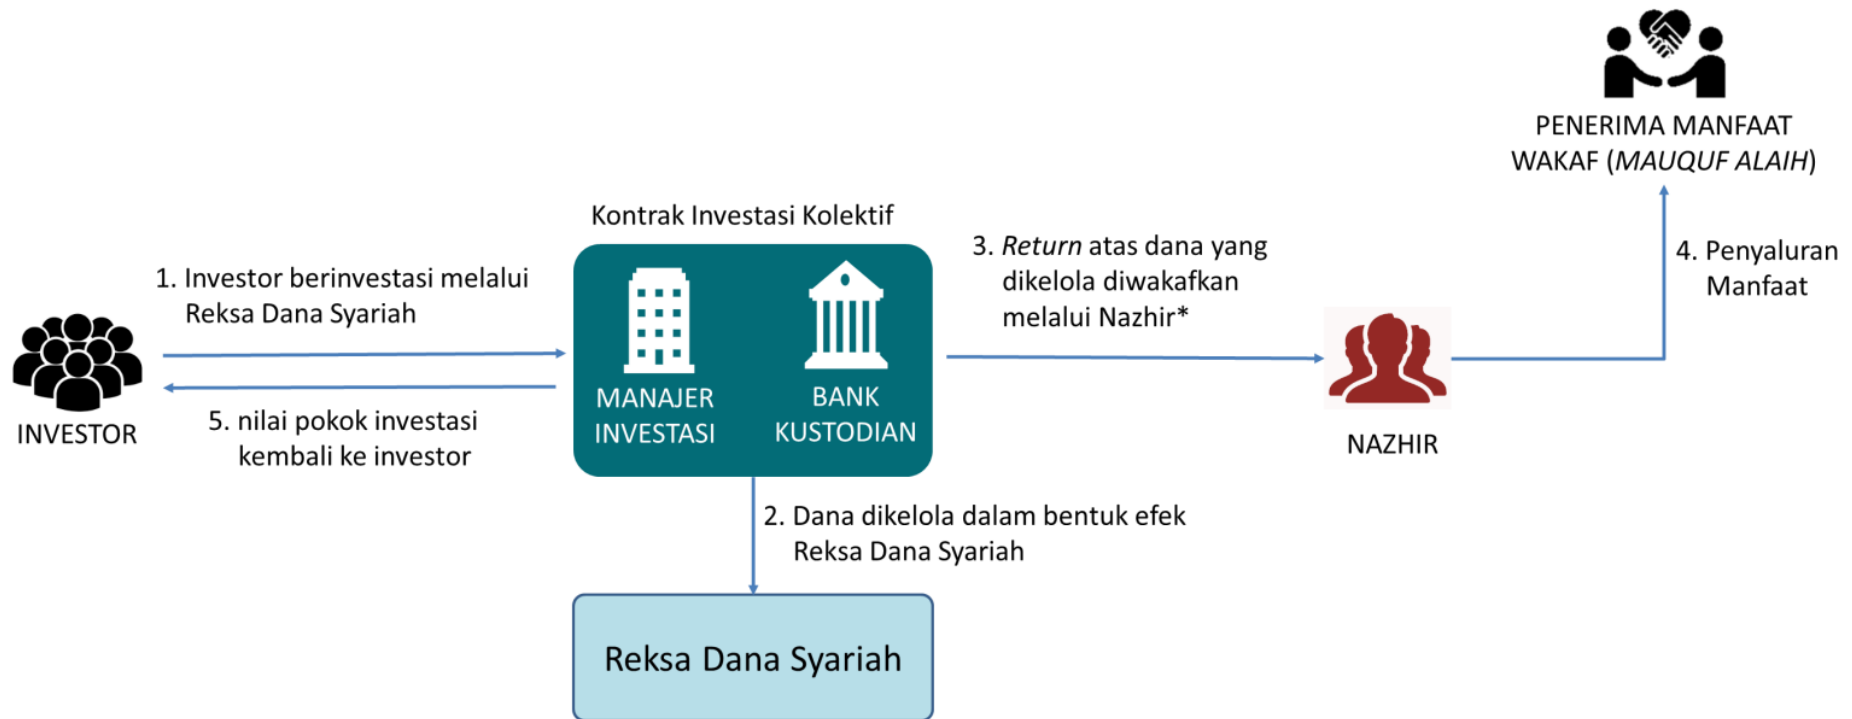 PENERIMA MANFAAT
WAKAF (MAUQUF ALAIH)
Kontrak Investasi Kolektif
1. Investor berinvestasi melalui
Reksa Dana Syariah
INVESTOR
5. nilai pokok investasi
kembali ke investor
MANAJER
INVESTASI
BANK
KUSTODIAN
3. Return atas dana yang
dikelola diwakafkan
melalui Nazhir*
NAZHIR
4. Penyaluran
Manfaat
2. Dana dikelola dalam bentuk efek
Reksa Dana Syariah
Reksa Dana Syariah